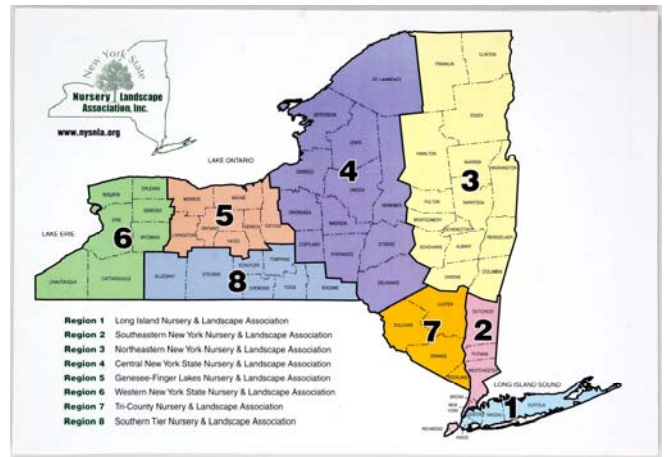 New York State
Nursery Landscape
Association, Inc.
www.nysnla.org
LAKE ONTARIO
LAKE ERIE
LONG ISLAND SOUND
ST. LAWRENCE
FRANKLIN
CLINTON
ESSEX
JEFFERSON
LEWIS
HAMILTON
WARREN
WASHINGTON
OSWEGO
ONEIDA
HERKIMER
FULTON
SARATOGA
MONTGOMERY
SCHENECTADY
RENSSELAER
SCHOHARIE
ALBANY
GREENE
COLUMBIA
ONONDAGA
MADISON
CORTLAND
CHENANGO
OTSEGO
DELAWARE
NIAGARA
ORLEANS
ERIE
GENESEE
WYOMING
CHAUTAUQUA
CATTARAUGUS
MONROE
WAYNE
LIVINGSTON
ONTARIO
SENECA
CAYUGA
YATES
ALLEGANY
STEUBEN
SCHUYLER
CHEMUNG
TOMPKINS
TIOGA
BROOME
SULLIVAN
ULSTER
ORANGE
ROCKLAND
DUTCHESS
PUTNAM
WESTCHESTER
BRONX
NEW YORK
RICHMOND
KINGS
QUEENS
NASSAU
SUFFOLK
4
3
5
6
8
7
2
1
Region 1 Long Island Nursery & Landscape Association
Region 2 Southeastern New York Nursery & Landscape Association
Region 3 Northeastern New York Nursery & Landscape Association
Region 4 Central New York State Nursery & Landscape Association
Region 5 Genesee-Finger Lakes Nursery & Landscape Association
Region 6 Western New York State Nursery & Landscape Association
Region 7 Tri-County Nursery & Landscape Association
Region 8 Southern Tier Nursery & Landscape Association